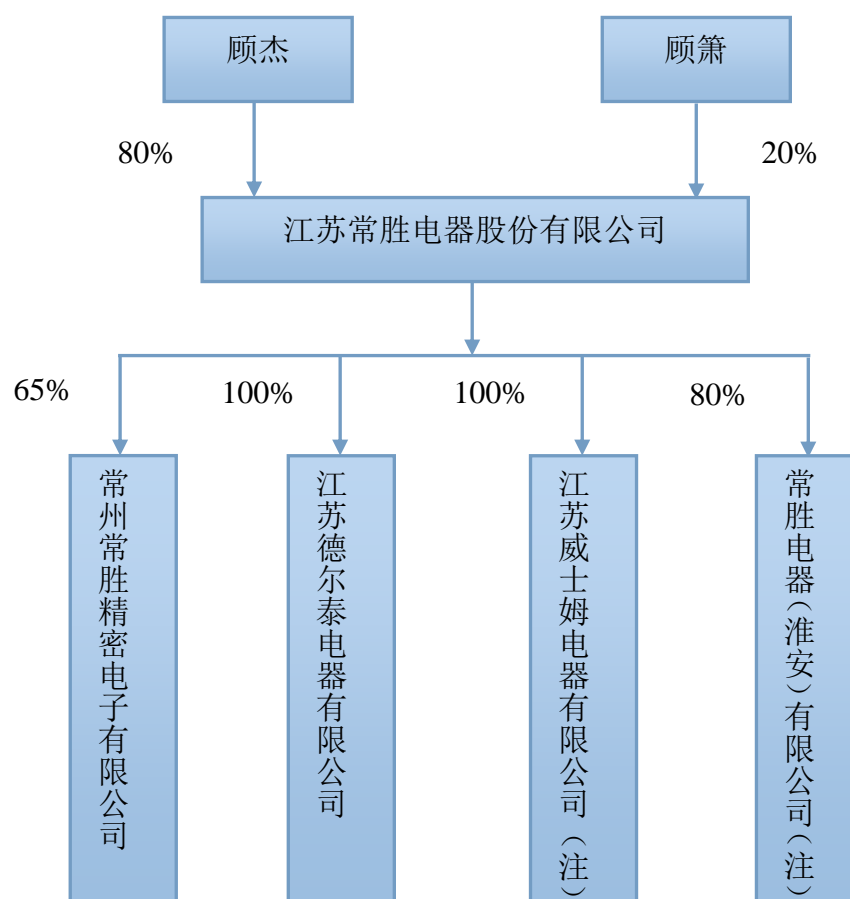 顾杰
顾箫
80%
20%
江苏常胜电器股份有限公司
65%
100%
100%
80%
常州常胜精密电子有限公司
江苏德尔泰电器有限公司
江苏威士姆电器有限公司（注）
常胜电器（淮安）有限公司（注）